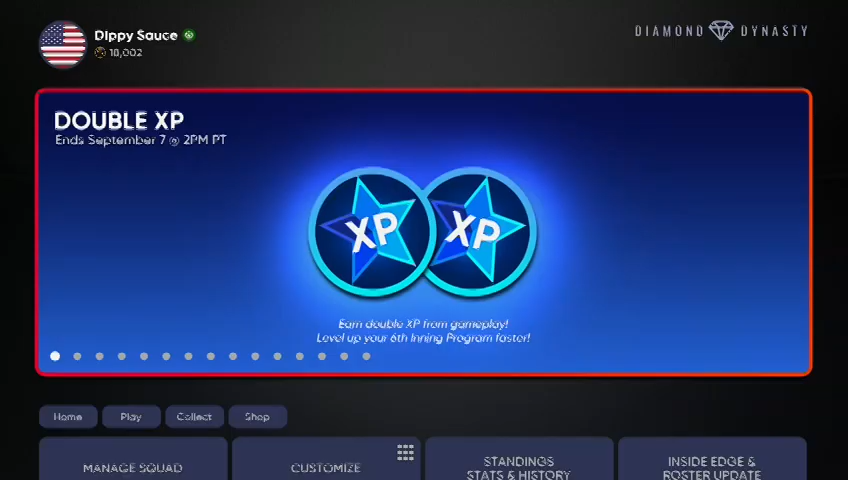 Dippy Sauce
18,002
DIAMOND DYNASTY
DOUBLE XP
Ends September 7 @ 2PM PT
XP XP
Earn double XP from gameplay!
Level up your 6th Inning Program faster!
Home Play Collect Shop
MANAGE SQUAD
CUSTOMIZE
STANDINGS
STATS & HISTORY
INSIDE EDGE &
ROSTER UPDATE